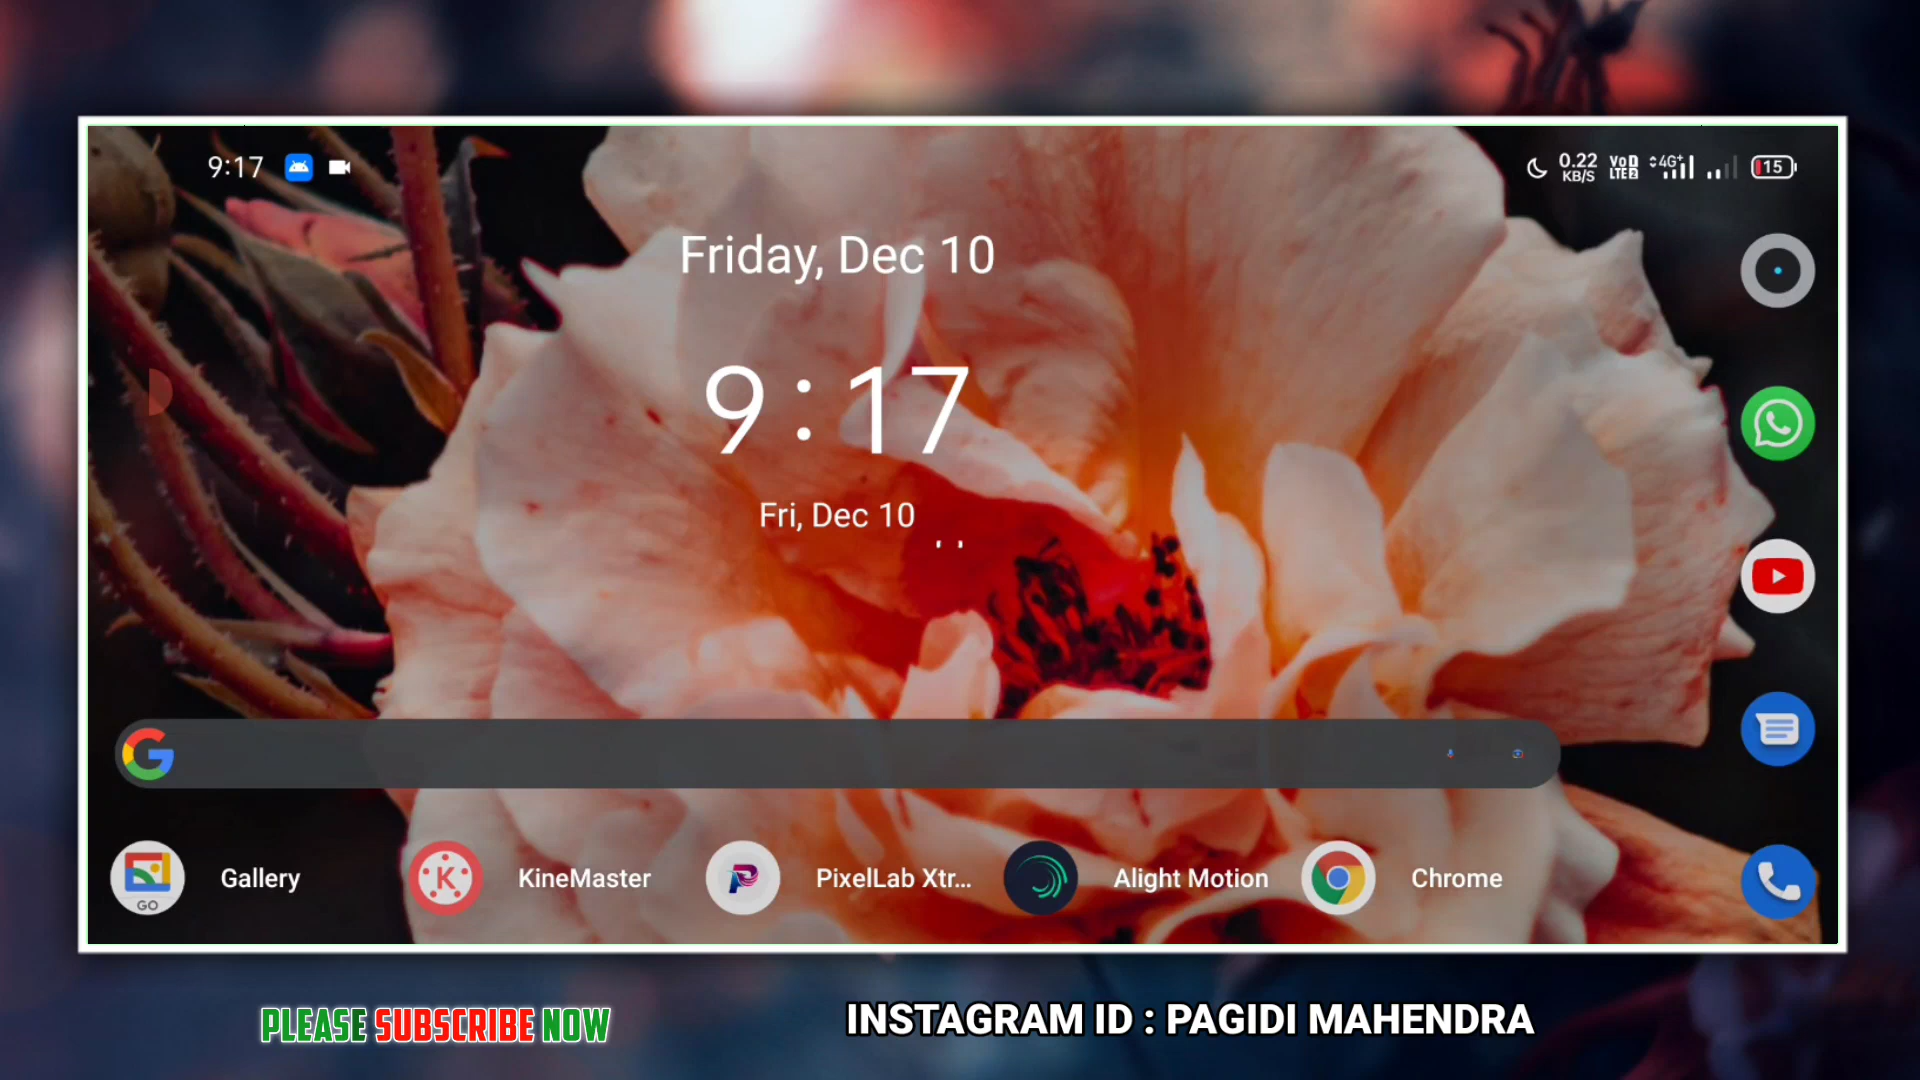 9:17
0.22 KB/S VoD LTE2 4G+ 15
Friday, Dec 10
9:17
Fri, Dec 10
GO Gallery
K KineMaster
PixelLab Xtr...
Alight Motion
Chrome
PLEASE SUBSCRIBE NOW
INSTAGRAM ID : PAGIDI MAHENDRA